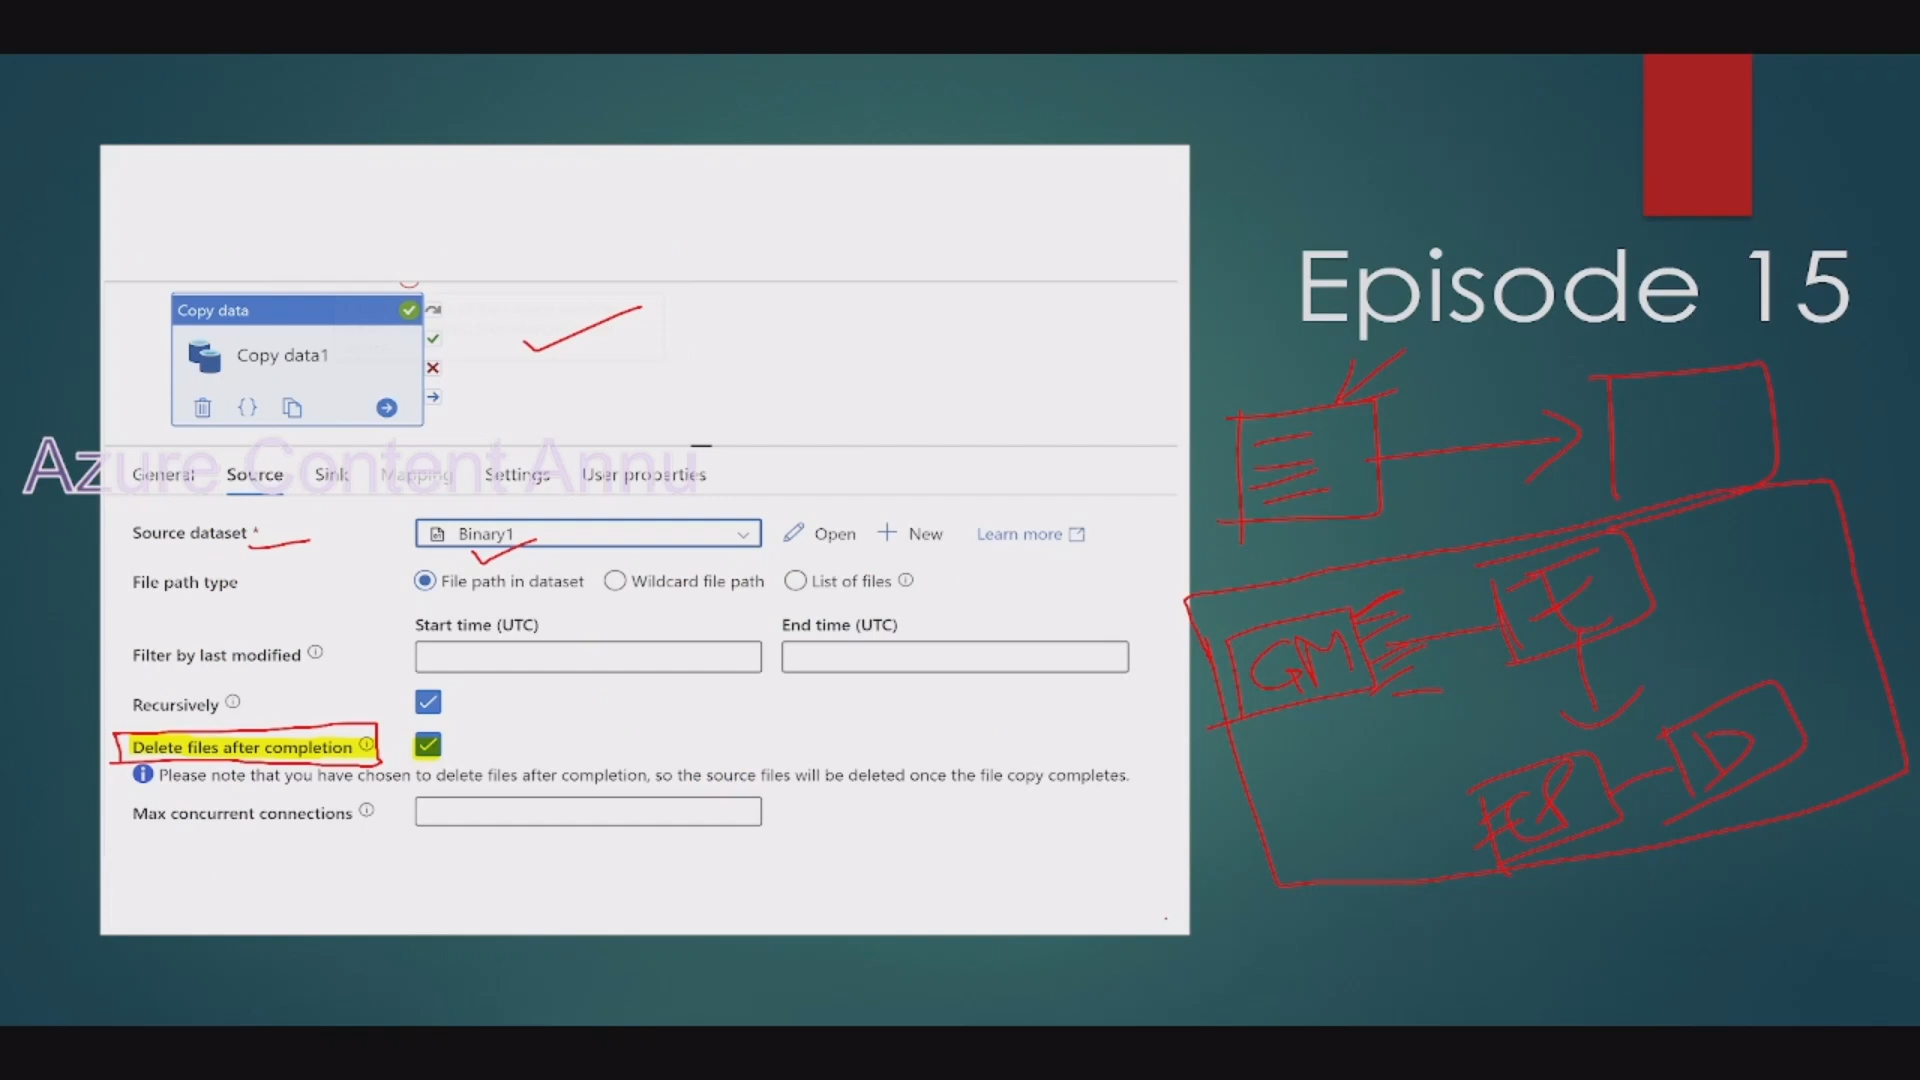 Episode 15
Copy data
Copy data1
Azure Content Annu
General Source Sink Mapping Settings User properties
Source dataset * Binary1 Open New Learn more
File path type File path in dataset Wildcard file path List of files
Start time (UTC) End time (UTC)
Filter by last modified
Recursively
Delete files after completion
Please note that you have chosen to delete files after completion, so the source files will be deleted once the file copy completes.
Max concurrent connections
GM
D